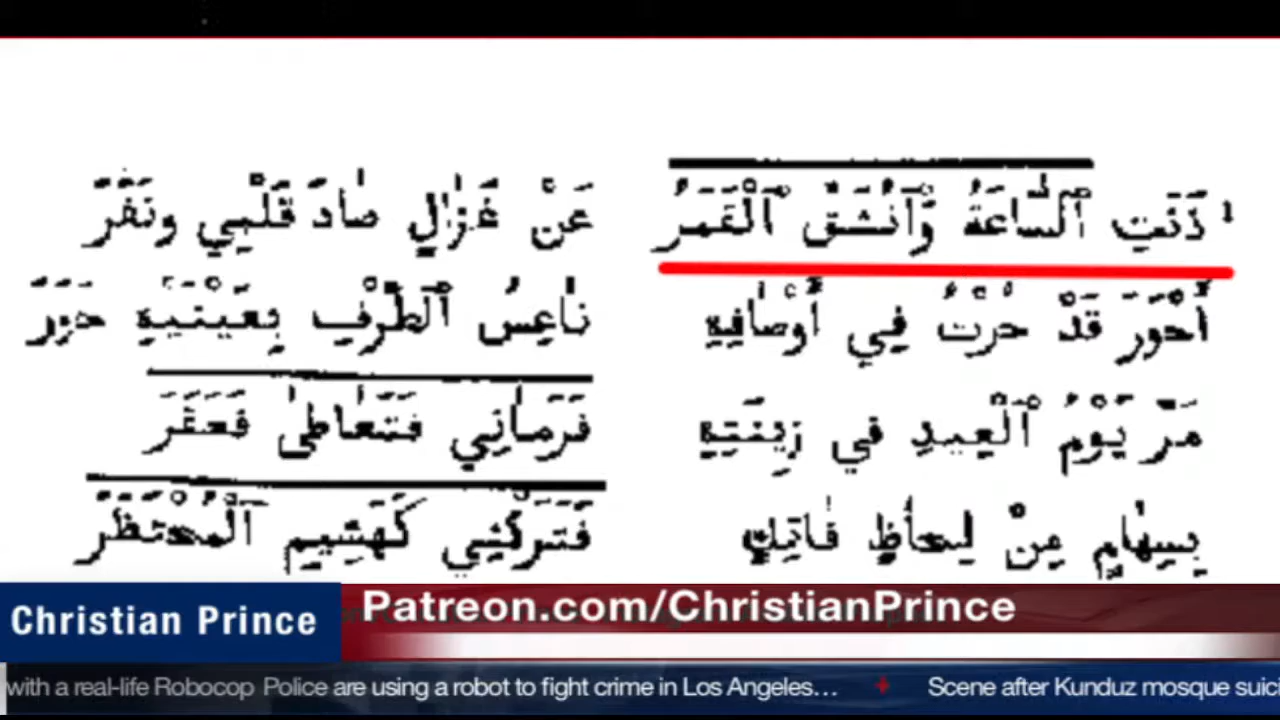 ١ دَنَتِ ٱلسَّاعَةُ وَٱنْشَقَّ ٱلْقَمَرُ عَنْ غَزَالٍ صَادَ قَلْبِي وَنَفَرَ
أَحْوَرَ قَدْ حُرْتُ فِي أَوْصَافِهِ نَاعِسُ ٱلطَّرْفِ بِعَيْنَيْهِ حَوَرَ
مَرَّ يَوْمُ ٱلْعِيدِ في زِينَتِهِ فَرَمَانِي فَتَعَاطَى فَعَقَرَ
بِسِهَامٍ مِنْ لِحَاظٍ فَاتِكٍ فَتَرَكْنِي كَهَشِيمِ ٱلْمُحْتَظَرَ
Christian Prince
Patreon.com/ChristianPrince
with a real-life Robocop Police are using a robot to fight crime in Los Angeles... Scene after Kunduz mosque